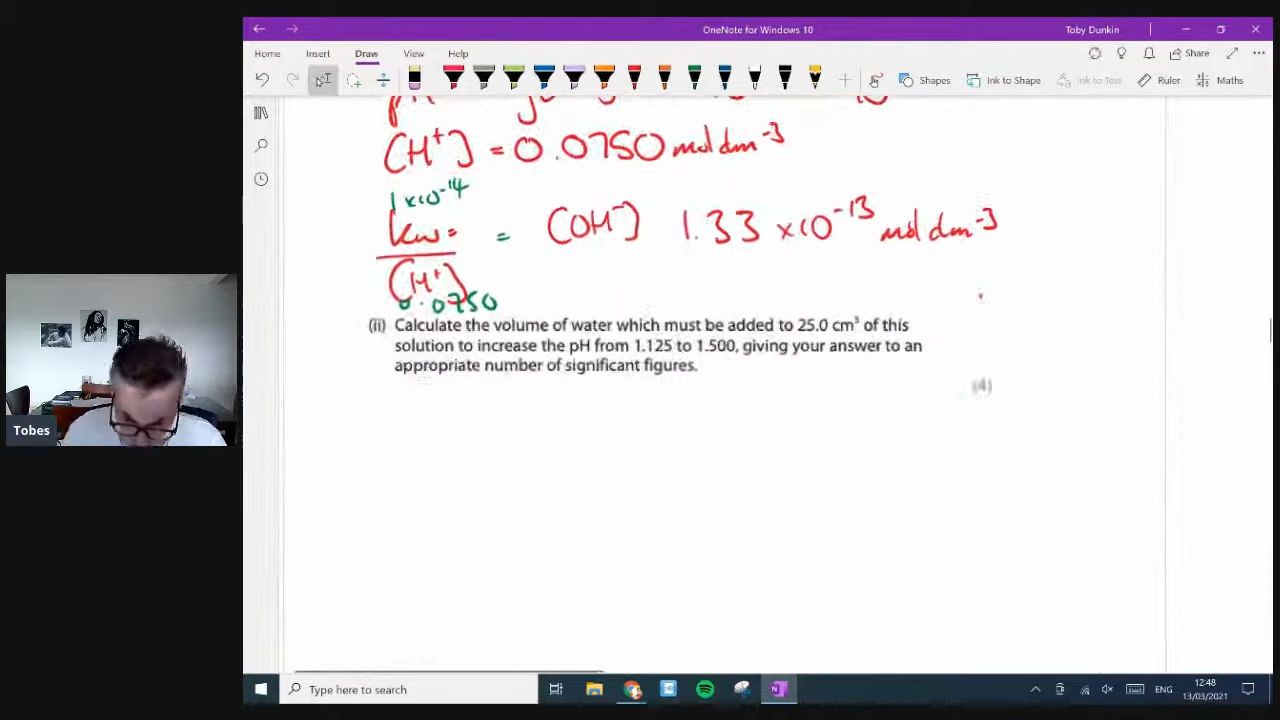 OneNote for Windows 10
Toby Dunkin
Home Insert Draw View Help
Share
Shapes
Ink to Shape
Ink to Text
Ruler
Maths
[H+] = 0.0750 mol dm-3
1x10-14
kw= = [OH-] 1.33 x10-13 mol dm-3
[H+]
0.0750
(ii) Calculate the volume of water which must be added to 25.0 cm³ of this
solution to increase the pH from 1.125 to 1.500, giving your answer to an
appropriate number of significant figures.
(4)
Tobes
Type here to search
ENG
12:48
13/03/2021